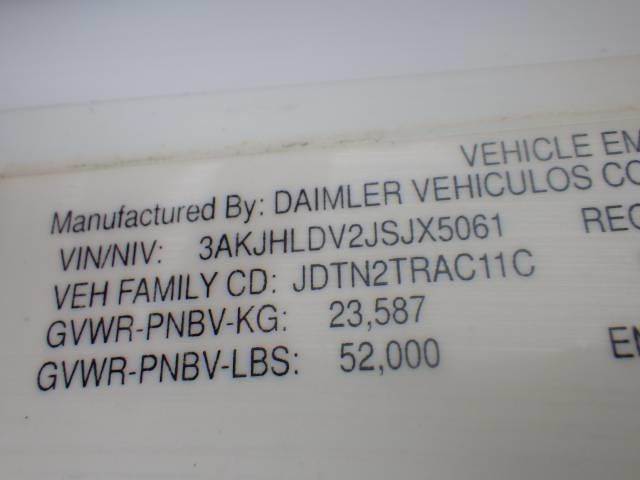 VEHICLE EM
Manufactured By: DAIMLER VEHICULOS CO
VIN/NIV: 3AKJHLDV2JSJX5061 REC
VEH FAMILY CD: JDTN2TRAC11C
GVWR-PNBV-KG: 23,587
GVWR-PNBV-LBS: 52,000 EN